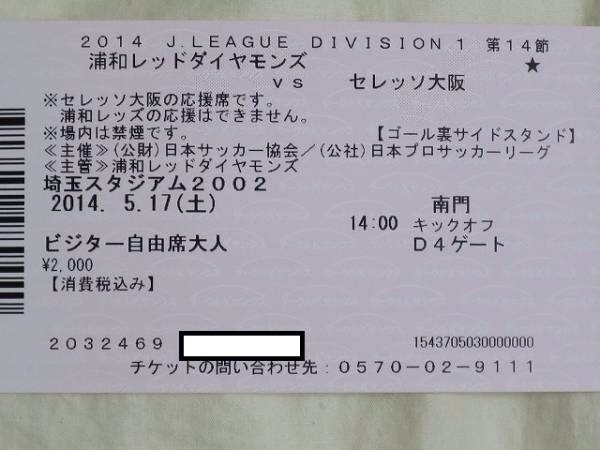 2014 J.LEAGUE DIVISION1 第14節
浦和レッドダイヤモンズ ★
vs セレッソ大阪
※セレッソ大阪の応援席です。
浦和レッズの応援はできません。
※場内は禁煙です。 【ゴール裏サイドスタンド】
≪主催≫(公財)日本サッカー協会/(公社)日本プロサッカーリーグ
≪主管≫浦和レッドダイヤモンズ
埼玉スタジアム2002
2014. 5.17(土) 南門
14:00 キックオフ
ビジター自由席大人 D4ゲート
¥2,000
【消費税込み】
2032469 1543705030000000
チケットの問い合わせ先:0570-02-9111